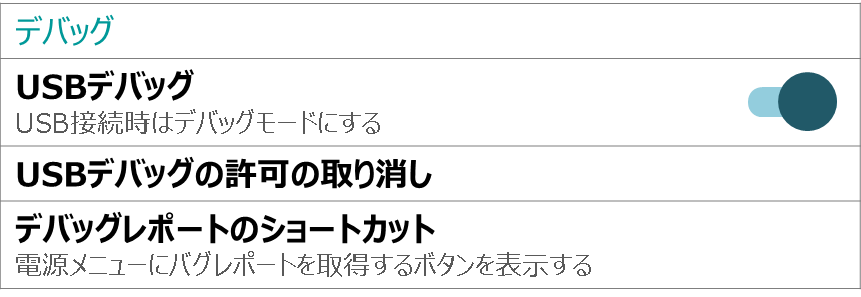 デバッグ
USBデバッグ
USB接続時はデバッグモードにする
USBデバッグの許可の取り消し
デバッグレポートのショートカット
電源メニューにバグレポートを取得するボタンを表示する